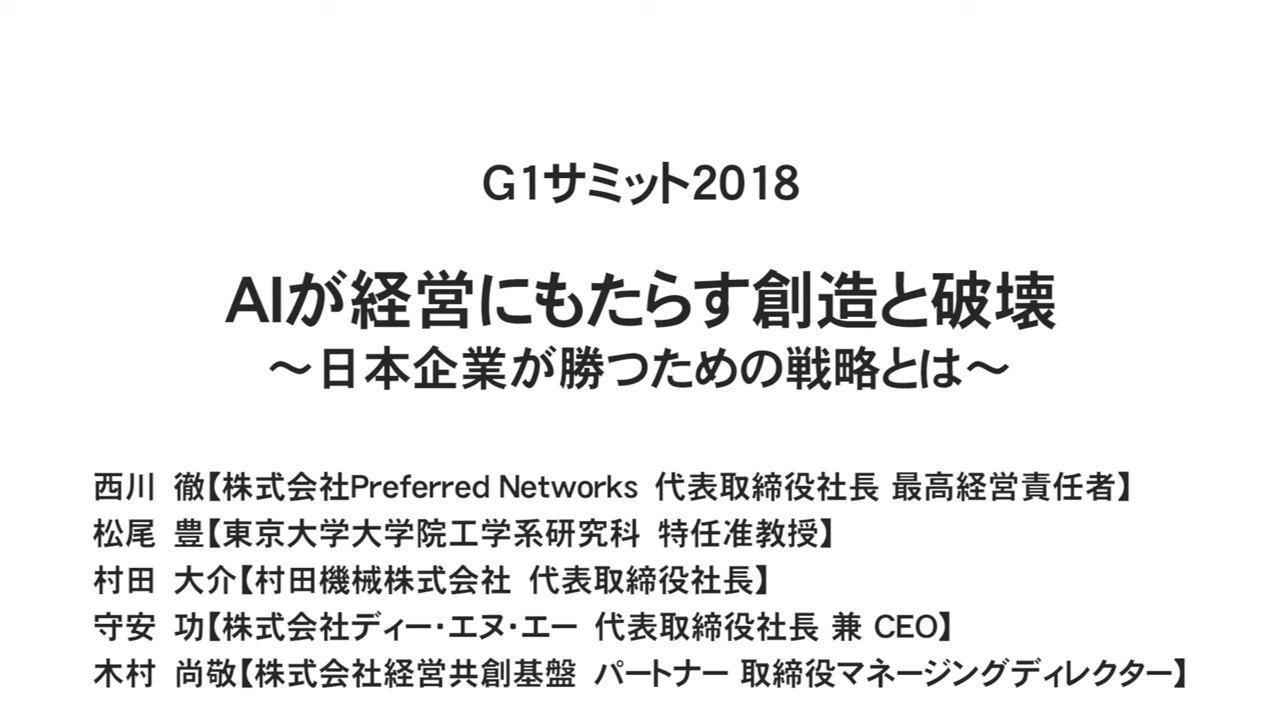 G1サミット2018
AIが経営にもたらす創造と破壊
～日本企業が勝つための戦略とは～
西川 徹【株式会社Preferred Networks 代表取締役社長 最高経営責任者】
松尾 豊【東京大学大学院工学系研究科 特任准教授】
村田 大介【村田機械株式会社 代表取締役社長】
守安 功【株式会社ディー・エヌ・エー 代表取締役社長 兼 CEO】
木村 尚敬【株式会社経営共創基盤 パートナー 取締役マネージングディレクター】